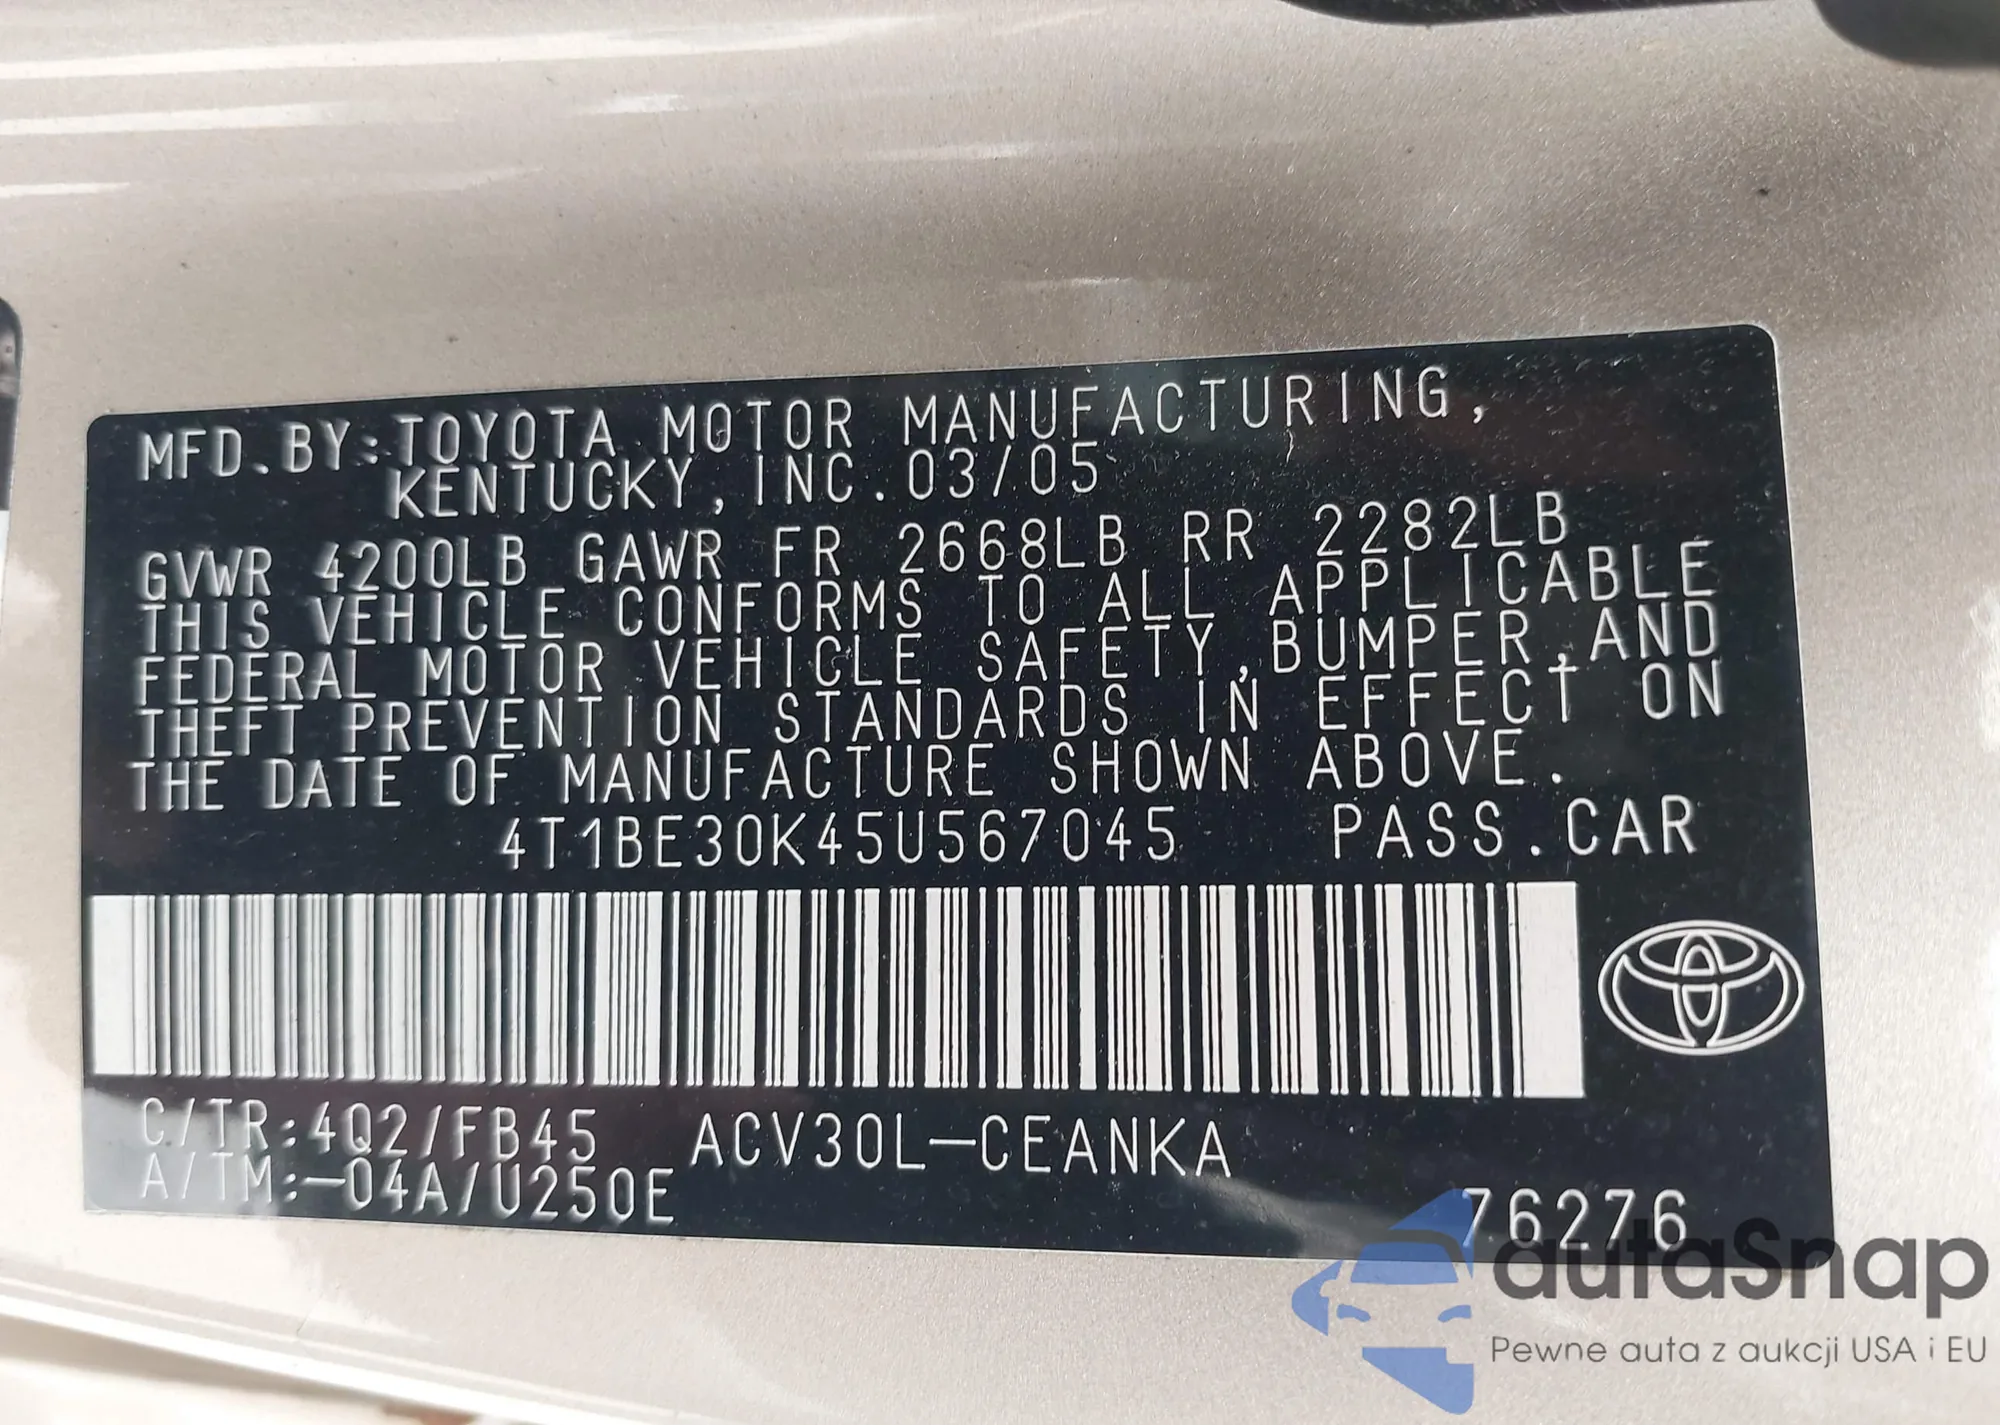 MFD.BY:TOYOTA MOTOR MANUFACTURING,
KENTUCKY, INC. 03/05
GVWR 4200LB GAWR FR 2668LB RR 2282LB
THIS VEHICLE CONFORMS TO ALL APPLICABLE
FEDERAL MOTOR VEHICLE SAFETY,BUMPER,AND
THEFT PREVENTION STANDARDS IN EFFECT ON
THE DATE OF MANUFACTURE SHOWN ABOVE.
4T1BE30K45U567045 PASS.CAR
C/TR:4Q2/FB45 ACV30L-CEANKA
A/TM:-04A/U250E
76276
autaSnap
Pewne auta z aukcji USA i EU